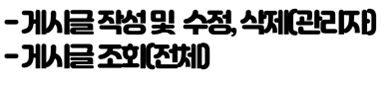 - 게시글 작성 및 수정, 삭제(관리자)
- 게시글 조회(전체)